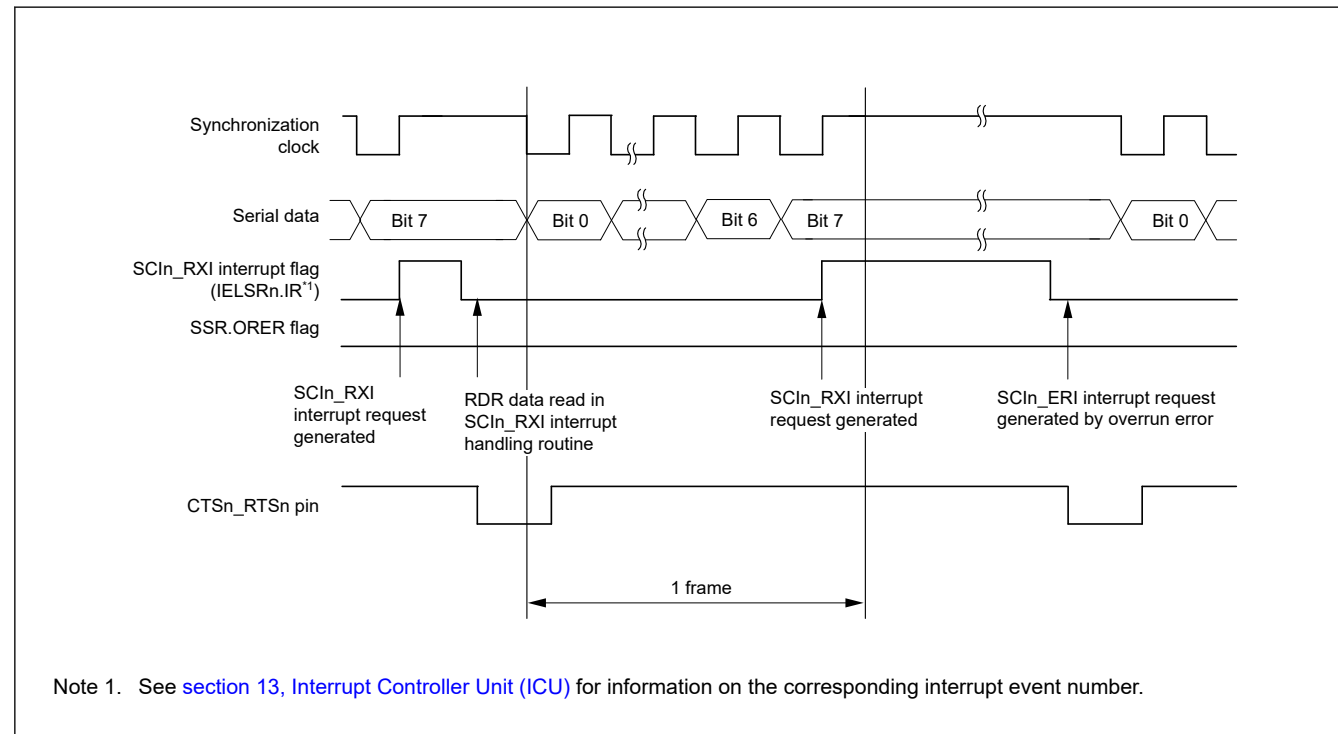 Synchronization
clock
Serial data
Bit 7
Bit 0
Bit 6
Bit 7
Bit 0
SCIn_RXI interrupt flag
(IELSRn.IR*1)
SSR.ORER flag
SCIn_RXI
interrupt request
generated
RDR data read in
SCIn_RXI interrupt
handling routine
SCIn_RXI interrupt
request generated
SCIn_ERI interrupt request
generated by overrun error
CTSn_RTSn pin
1 frame
Note 1. See section 13, Interrupt Controller Unit (ICU) for information on the corresponding interrupt event number.